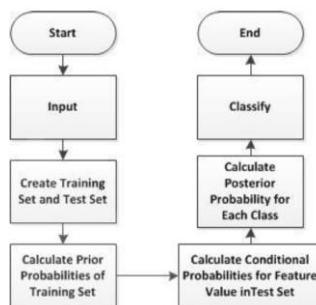 Start
Input
Create Training
Set and Test Set
Calculate Prior
Probabilities of
Training Set
Calculate Conditional
Probabilities for Feature
Value inTest Set
Calculate
Posterior
Probability for
Each Class
Classify
End